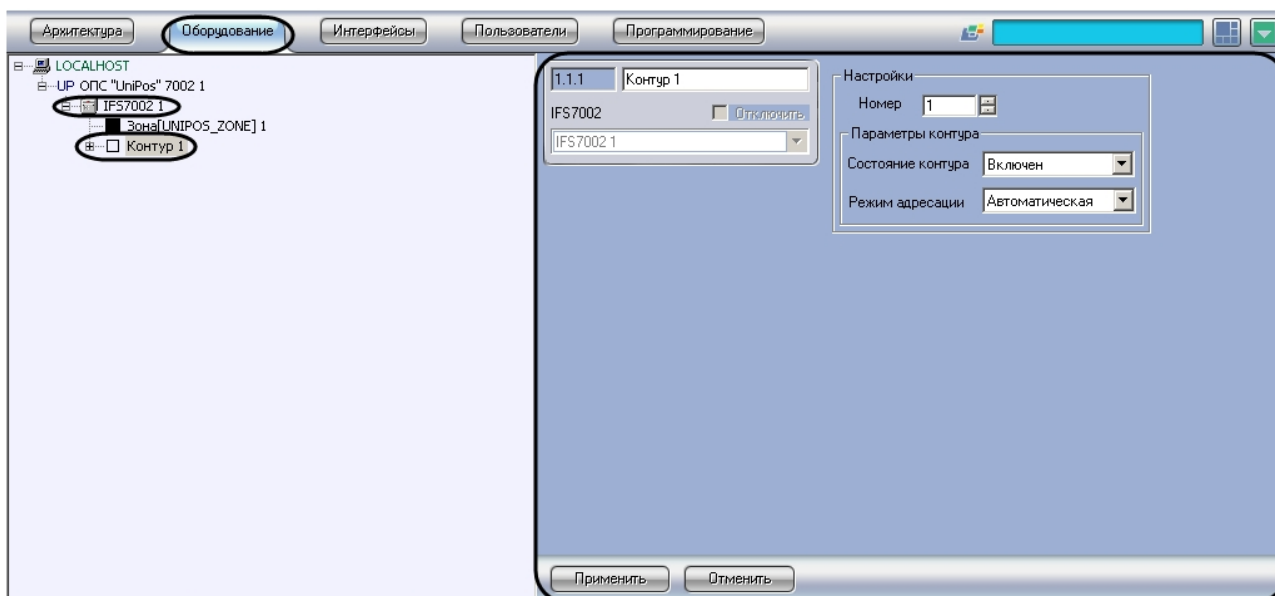 Архитектура Оборудование Интерфейсы Пользователи Программирование
LOCALHOST
UP ОПС "UniPos" 7002 1
IFS7002 1
Зона[UNIPOS_ZONE] 1
Контур 1
1.1.1 Контур 1
IFS7002 Отключить
IFS7002 1
Настройки
Номер 1
Параметры контура
Состояние контура Включен
Режим адресации Автоматическая
Применить Отменить